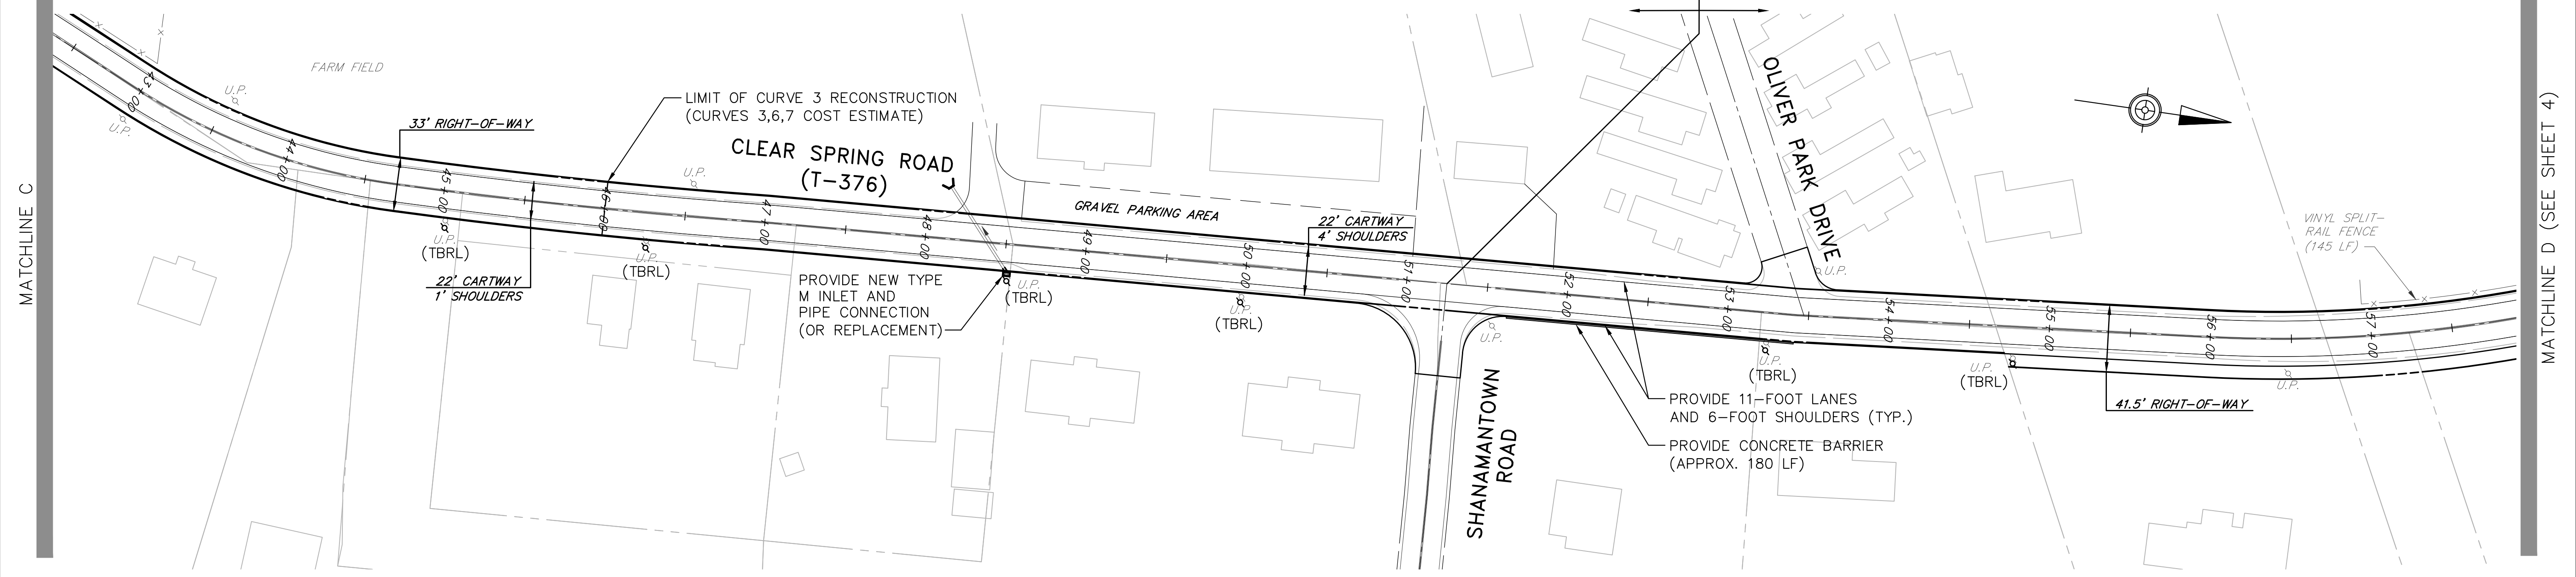 MATCHLINE C
FARM FIELD
U.P.
U.P.
43+00
44+00
33' RIGHT-OF-WAY
45+00
U.P.
(TBRL)
22' CARTWAY
1' SHOULDERS
46+00
U.P.
(TBRL)
LIMIT OF CURVE 3 RECONSTRUCTION
(CURVES 3,6,7 COST ESTIMATE)
CLEAR SPRING ROAD
(T-376)
U.P.
47+00
48+00
PROVIDE NEW TYPE
M INLET AND
PIPE CONNECTION
(OR REPLACEMENT)
U.P.
(TBRL)
GRAVEL PARKING AREA
49+00
50+00
U.P.
(TBRL)
22' CARTWAY
4' SHOULDERS
51+00
SHANAMANTOWN
ROAD
U.P.
52+00
53+00
OLIVER PARK DRIVE
U.P.
U.P.
(TBRL)
PROVIDE 11-FOOT LANES
AND 6-FOOT SHOULDERS (TYP.)
PROVIDE CONCRETE BARRIER
(APPROX. 180 LF)
54+00
U.P.
(TBRL)
55+00
41.5' RIGHT-OF-WAY
56+00
U.P.
57+00
VINYL SPLIT-
RAIL FENCE
(145 LF)
MATCHLINE D (SEE SHEET 4)